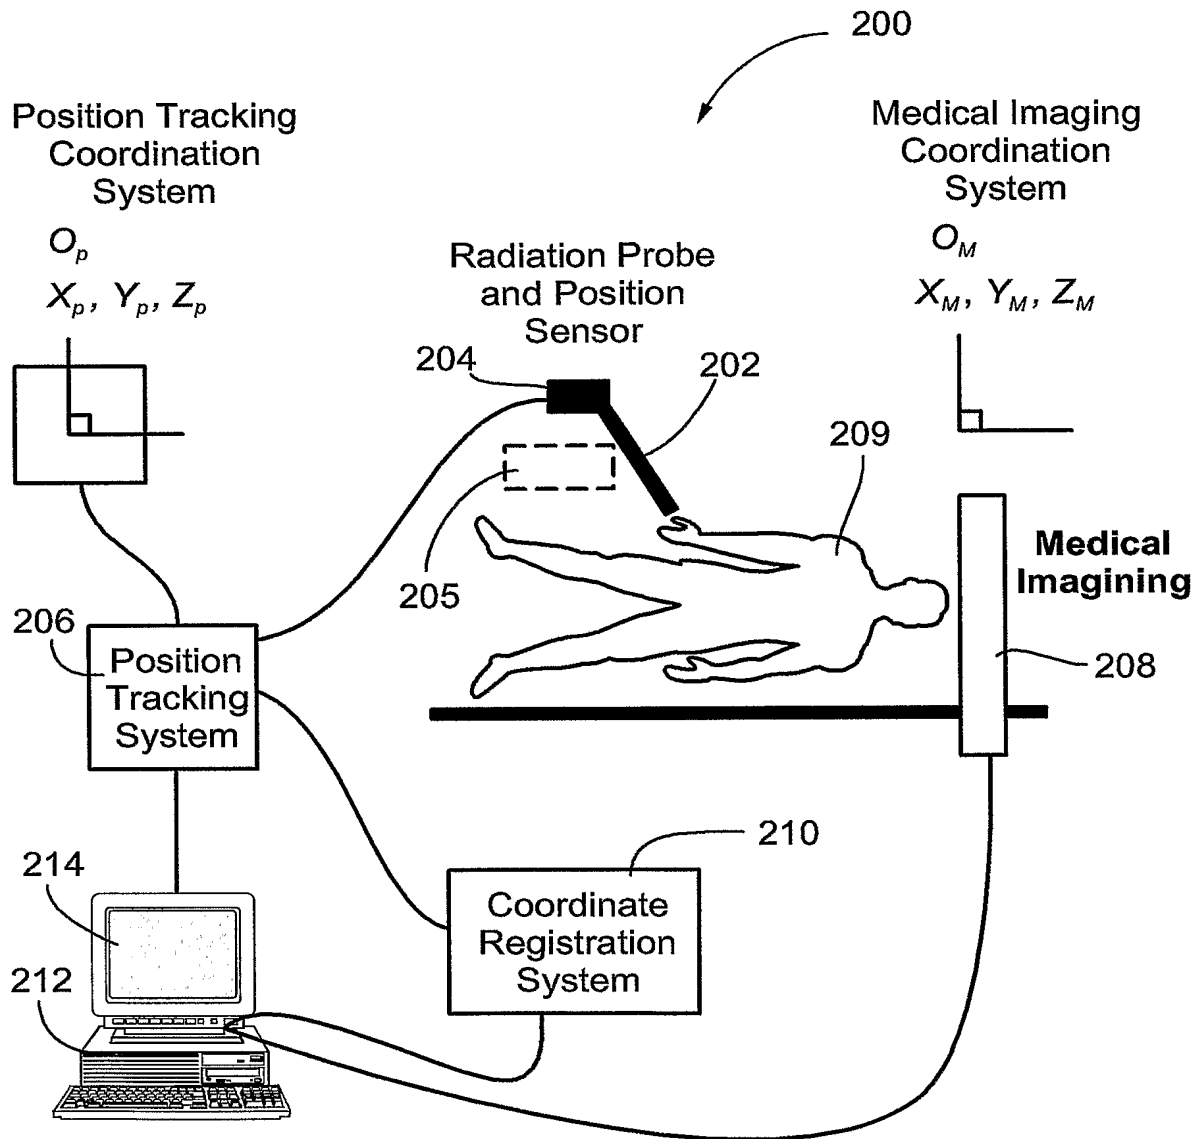 200
Position Tracking
Coordination
System
O_p
X_p, Y_p, Z_p
Medical Imaging
Coordination
System
O_M
X_M, Y_M, Z_M
Radiation Probe
and Position
Sensor
204
202
209
205
Medical
Imagining
206
Position
Tracking
System
208
210
Coordinate
Registration
System
214
212